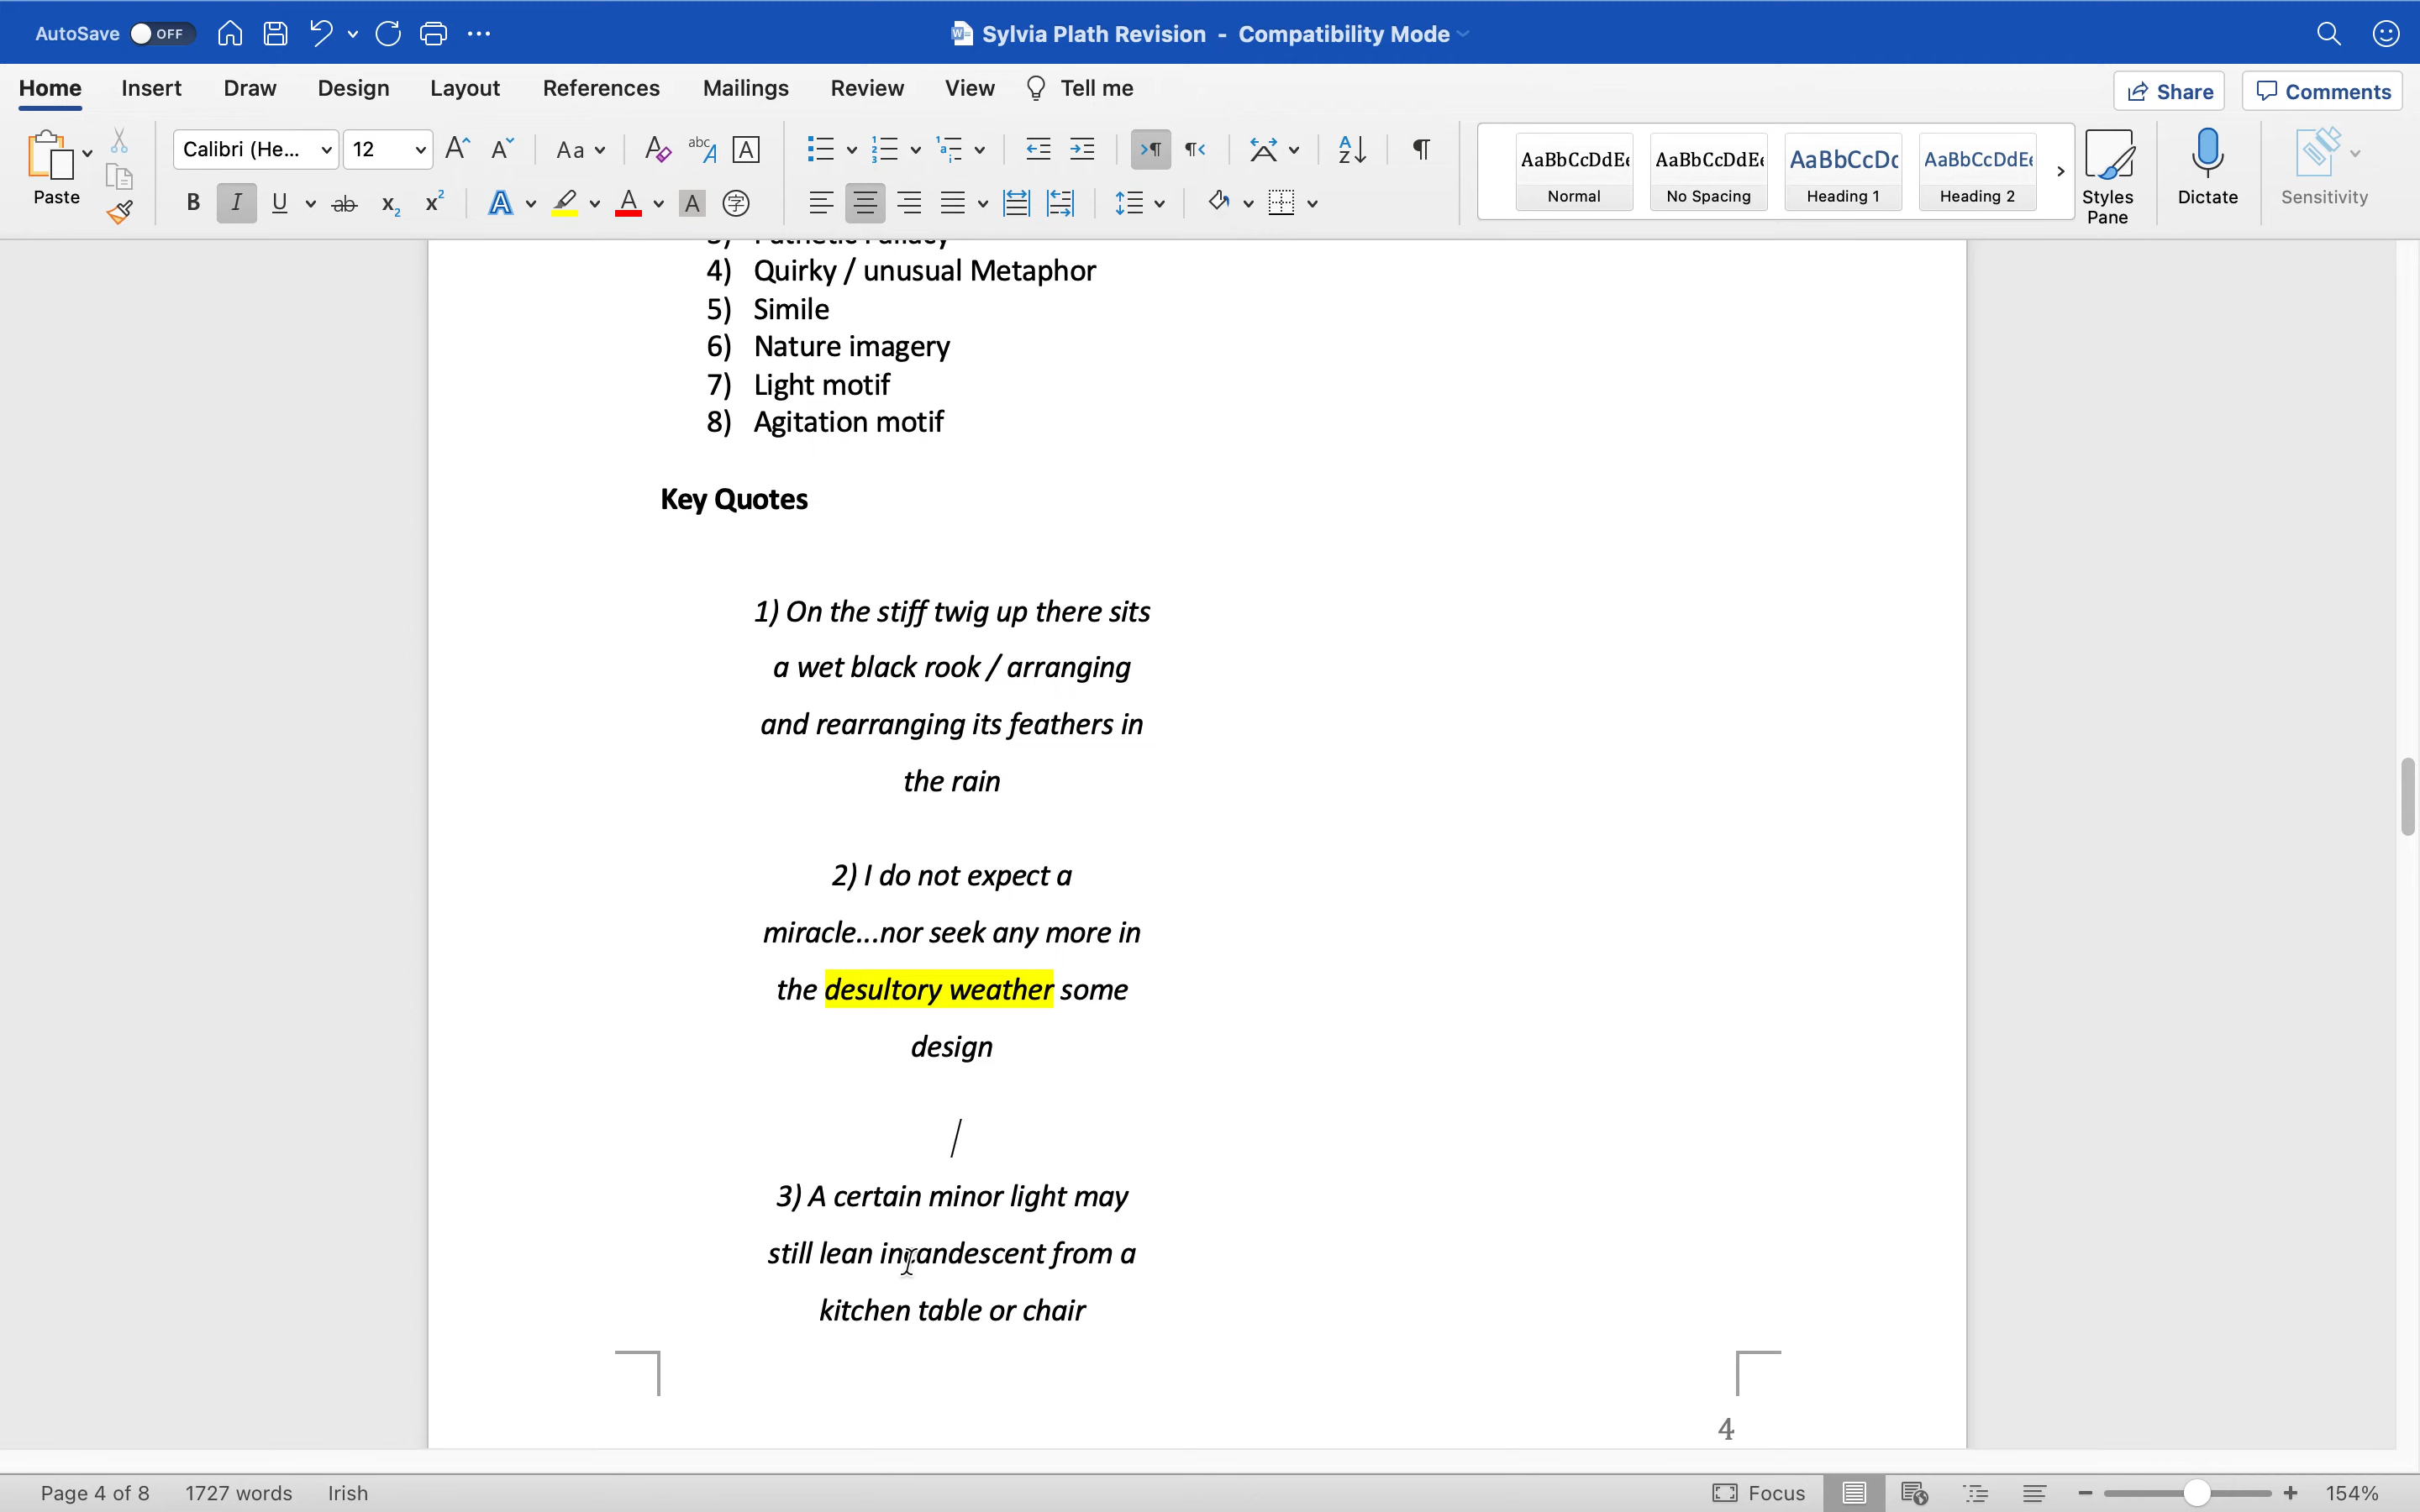 AutoSave OFF
Sylvia Plath Revision - Compatibility Mode
Home Insert Draw Design Layout References Mailings Review View Tell me
Share Comments
Paste
Calibri (He... 12
Aa
AaBbCcDdEe AaBbCcDdEe AaBbCcDc AaBbCcDdEe
Normal No Spacing Heading 1 Heading 2
Styles Pane
Dictate
Sensitivity
4) Quirky / unusual Metaphor
5) Simile
6) Nature imagery
7) Light motif
8) Agitation motif
Key Quotes
1) On the stiff twig up there sits
a wet black rook / arranging
and rearranging its feathers in
the rain
2) I do not expect a
miracle...nor seek any more in
the desultory weather some
design
3) A certain minor light may
still lean incandescent from a
kitchen table or chair
4
Page 4 of 8 1727 words Irish
Focus
154%